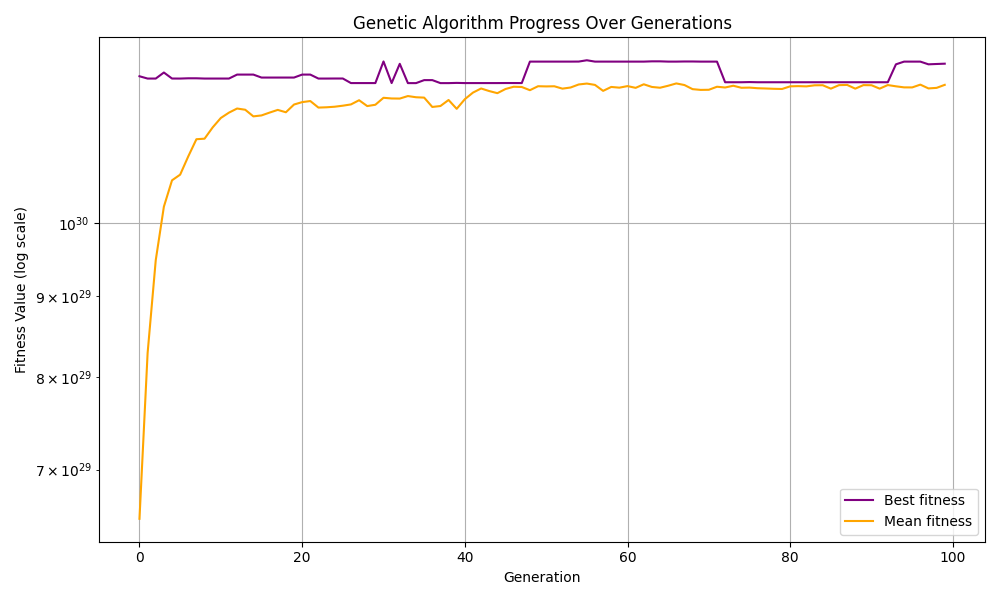 Genetic Algorithm Progress Over Generations
Fitness Value (log scale)
10^30
9 × 10^29
8 × 10^29
7 × 10^29
0 20 40 60 80 100
Generation
Best fitness
Mean fitness